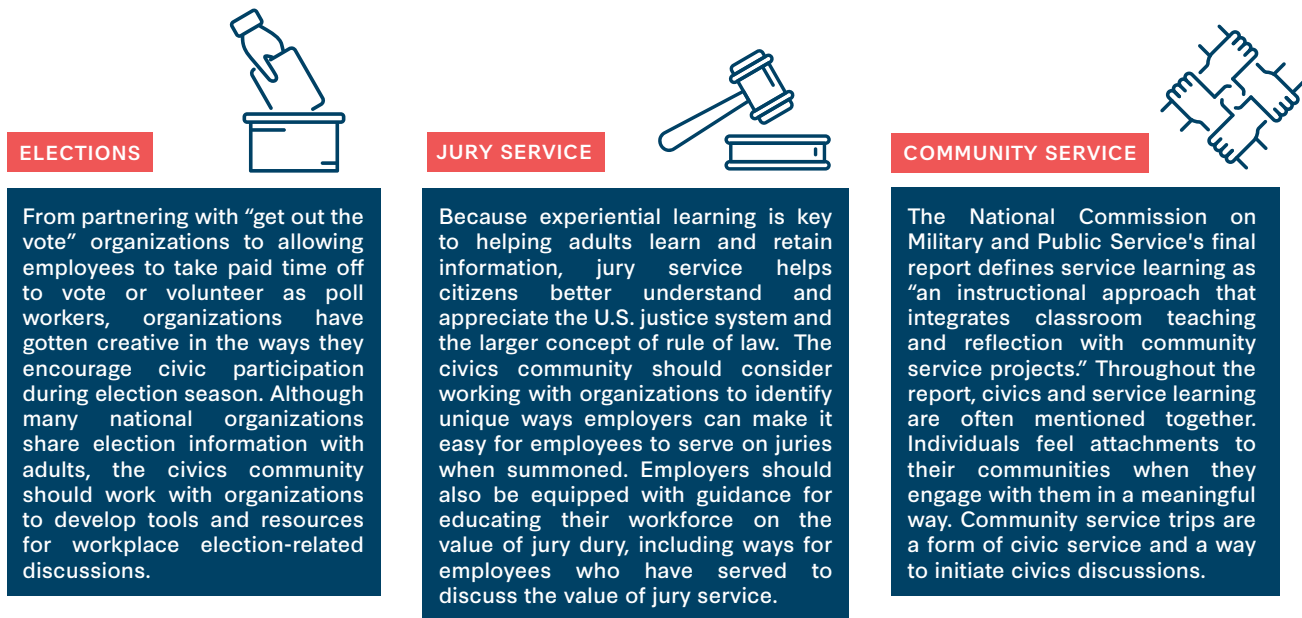 ELECTIONS
From partnering with “get out the
vote” organizations to allowing
employees to take paid time off
to vote or volunteer as poll
workers, organizations have
gotten creative in the ways they
encourage civic participation
during election season. Although
many national organizations
share election information with
adults, the civics community
should work with organizations
to develop tools and resources
for workplace election-related
discussions.
JURY SERVICE
Because experiential learning is key
to helping adults learn and retain
information, jury service helps
citizens better understand and
appreciate the U.S. justice system and
the larger concept of rule of law. The
civics community should consider
working with organizations to identify
unique ways employers can make it
easy for employees to serve on juries
when summoned. Employers should
also be equipped with guidance for
educating their workforce on the
value of jury dury, including ways for
employees who have served to
discuss the value of jury service.
COMMUNITY SERVICE
The National Commission on
Military and Public Service's final
report defines service learning as
“an instructional approach that
integrates classroom teaching
and reflection with community
service projects.” Throughout the
report, civics and service learning
are often mentioned together.
Individuals feel attachments to
their communities when they
engage with them in a meaningful
way. Community service trips are
a form of civic service and a way
to initiate civics discussions.